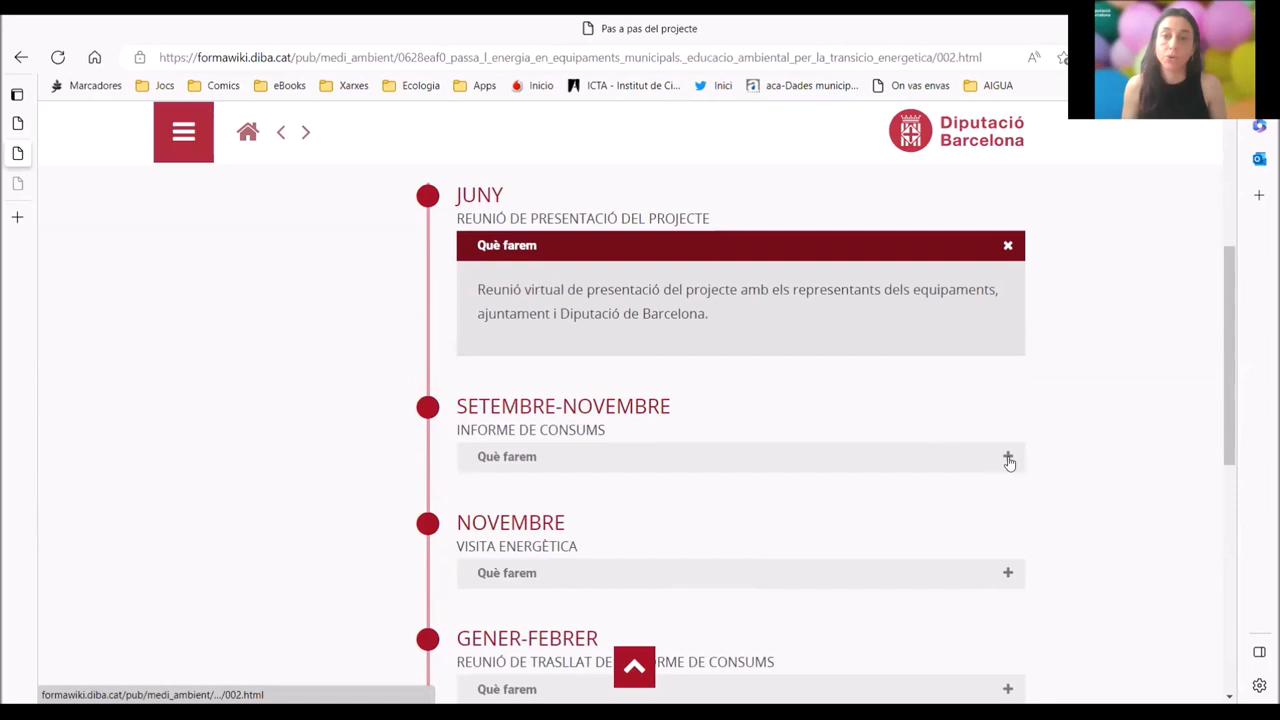 Pas a pas del projecte
https://formawiki.diba.cat/pub/medi_ambient/0628eaf0_passa_l_energia_en_equipaments_municipals._educacio_ambiental_per_la_transicio_energetica/002.html
Marcadors
Jocs
Comics
eBooks
Xarxes
Ecologia
Apps
Inicio
ICTA - Institut de Ci...
Inici
aca-Dades municip...
On vas envas
AIGUA
Diputació
Barcelona
JUNY
REUNIÓ DE PRESENTACIÓ DEL PROJECTE
Què farem
Reunió virtual de presentació del projecte amb els representants dels equipaments,
ajuntament i Diputació de Barcelona.
SETEMBRE-NOVEMBRE
INFORME DE CONSUMS
Què farem
NOVEMBRE
VISITA ENERGÈTICA
Què farem
GENER-FEBRER
REUNIÓ DE TRASLLAT DE RME DE CONSUMS
Què farem
formawiki.diba.cat/pub/medi_ambient/.../002.html